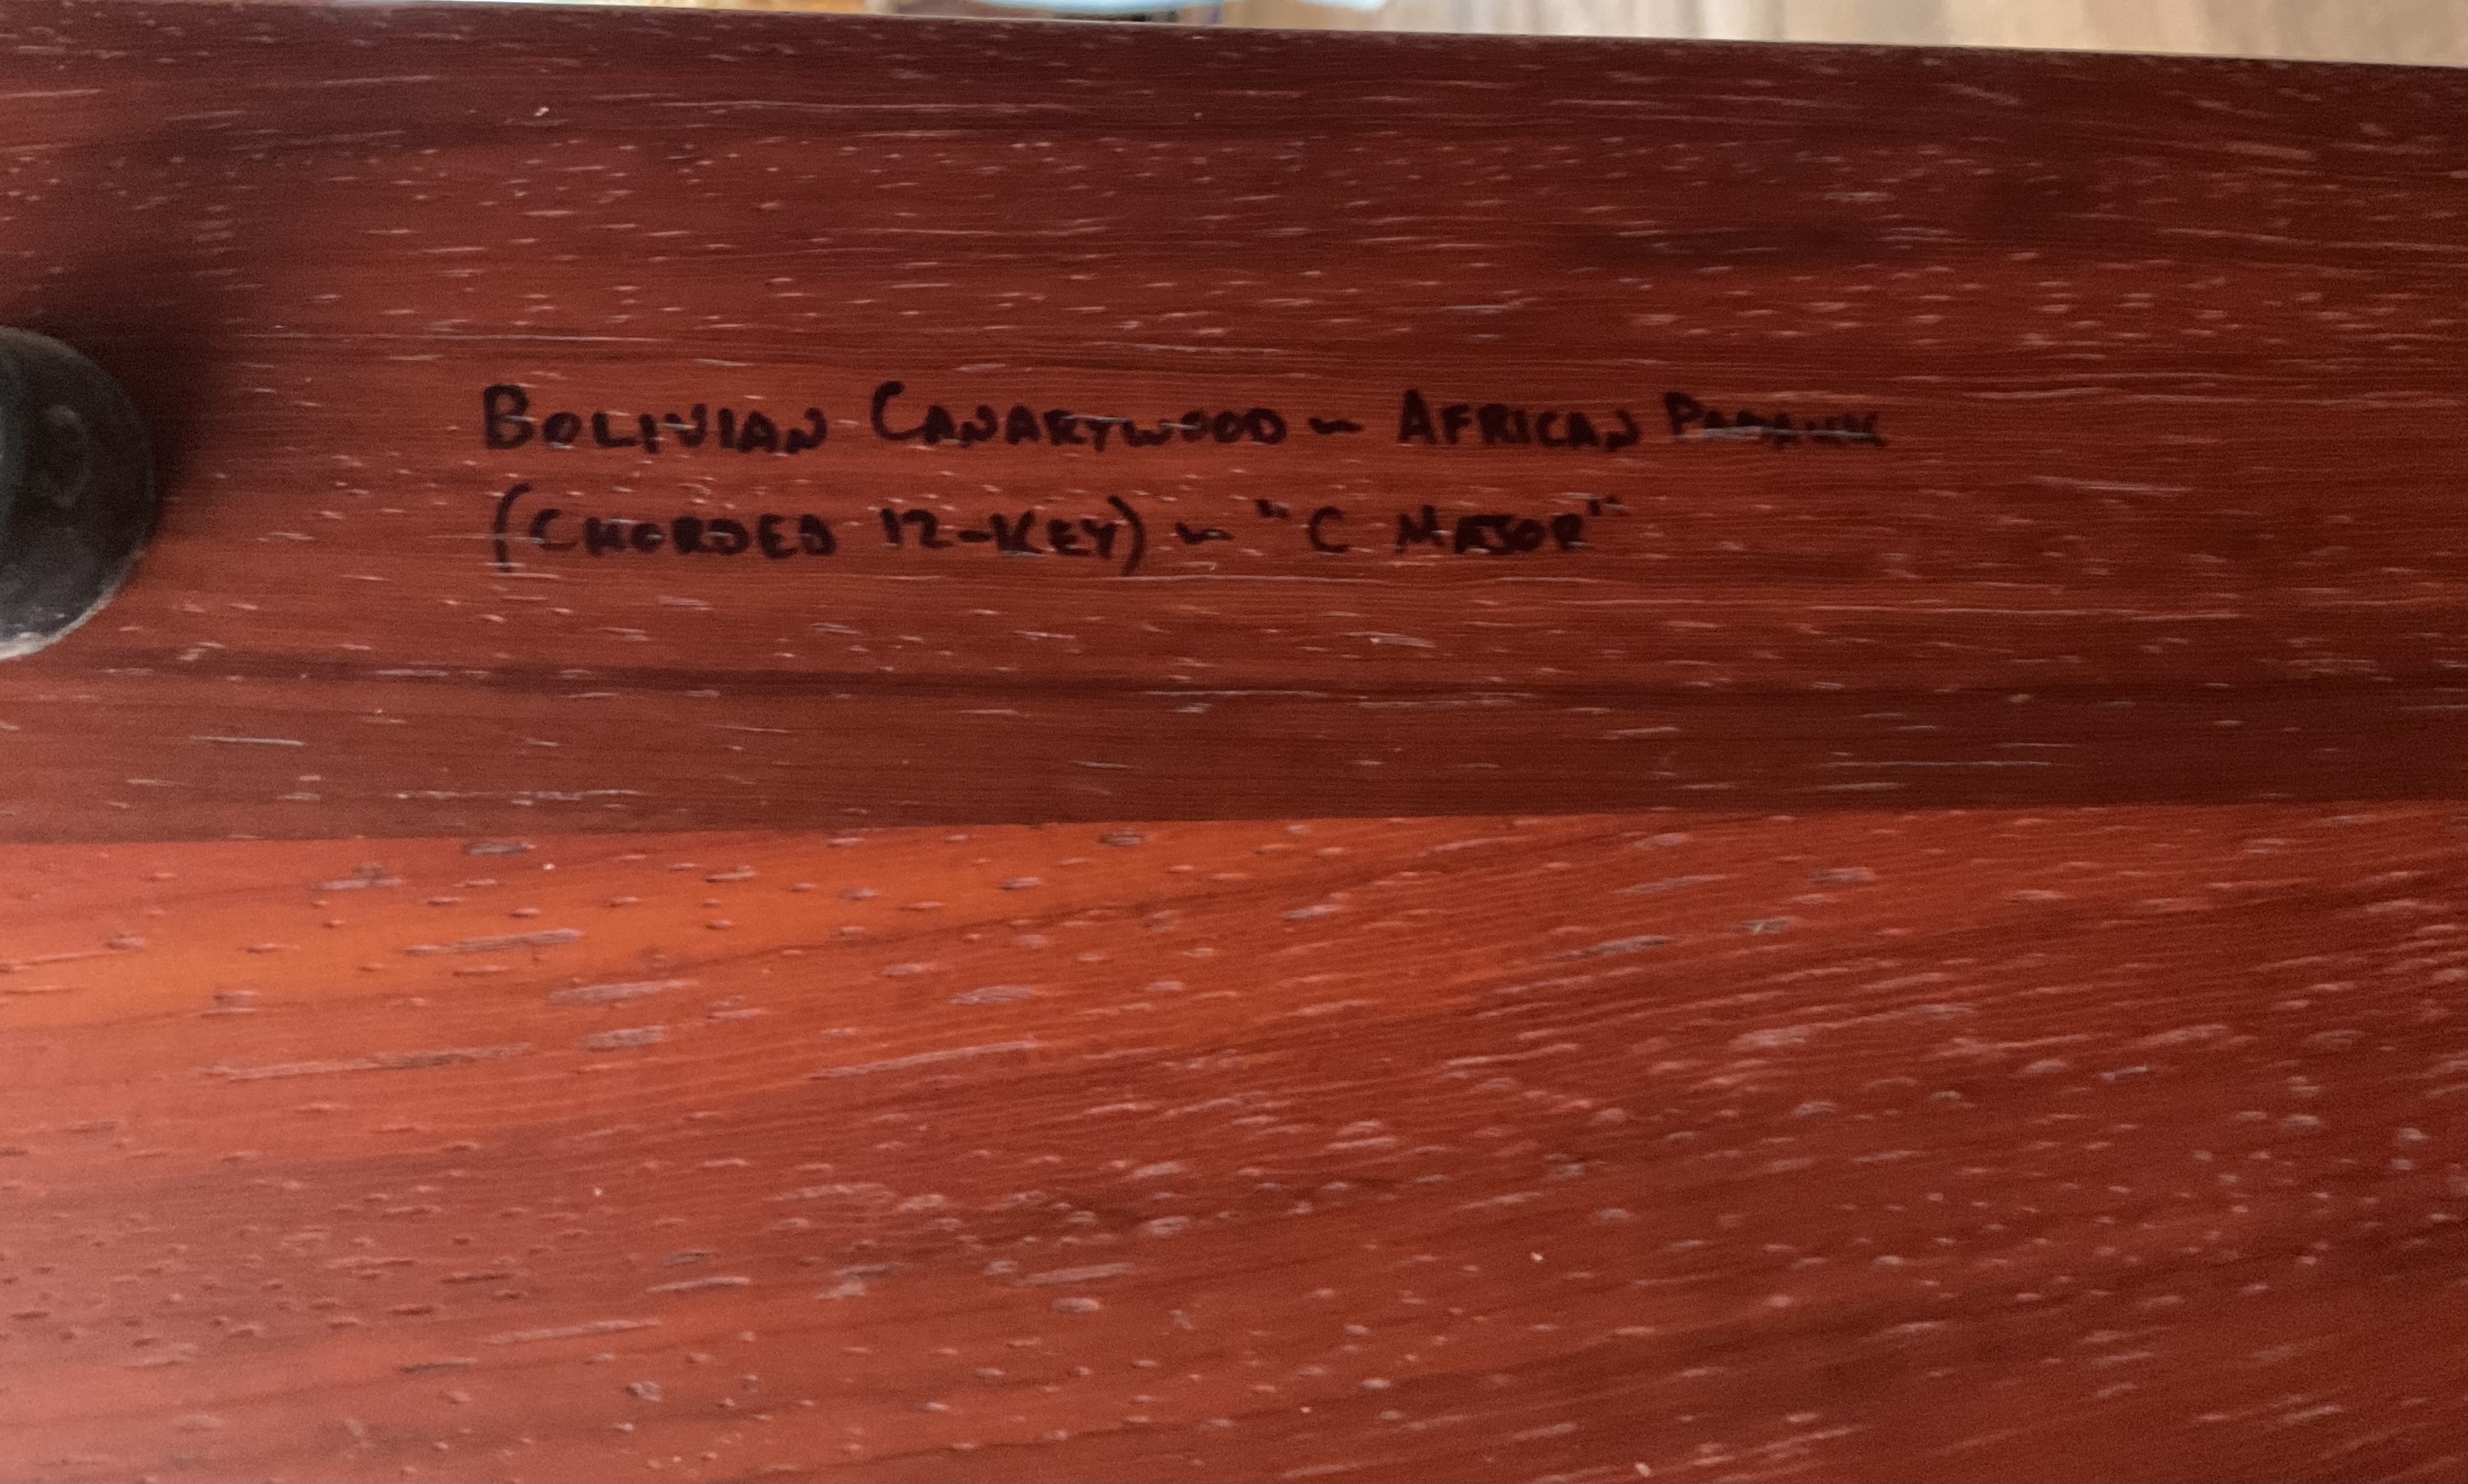 BOLIVIAN CANARYWOOD ~ AFRICAN PADAUK
(CHORDED 12-KEY) ~ "C MAJOR"